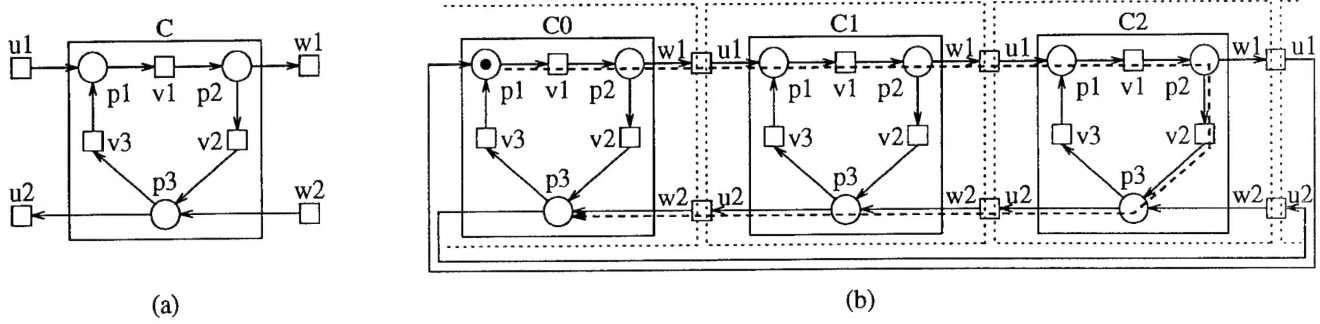 C
u1
w1
p1
v1
p2
v3
v2
p3
u2
w2
(a)
C0
C1
C2
w1 u1
w1 u1
w1 u1
p1 v1 p2
p1 v1 p2
p1 v1 p2
v3 v2
v3 v2
v3 v2
p3
p3
p3
w2 u2
w2 u2
w2 u2
(b)